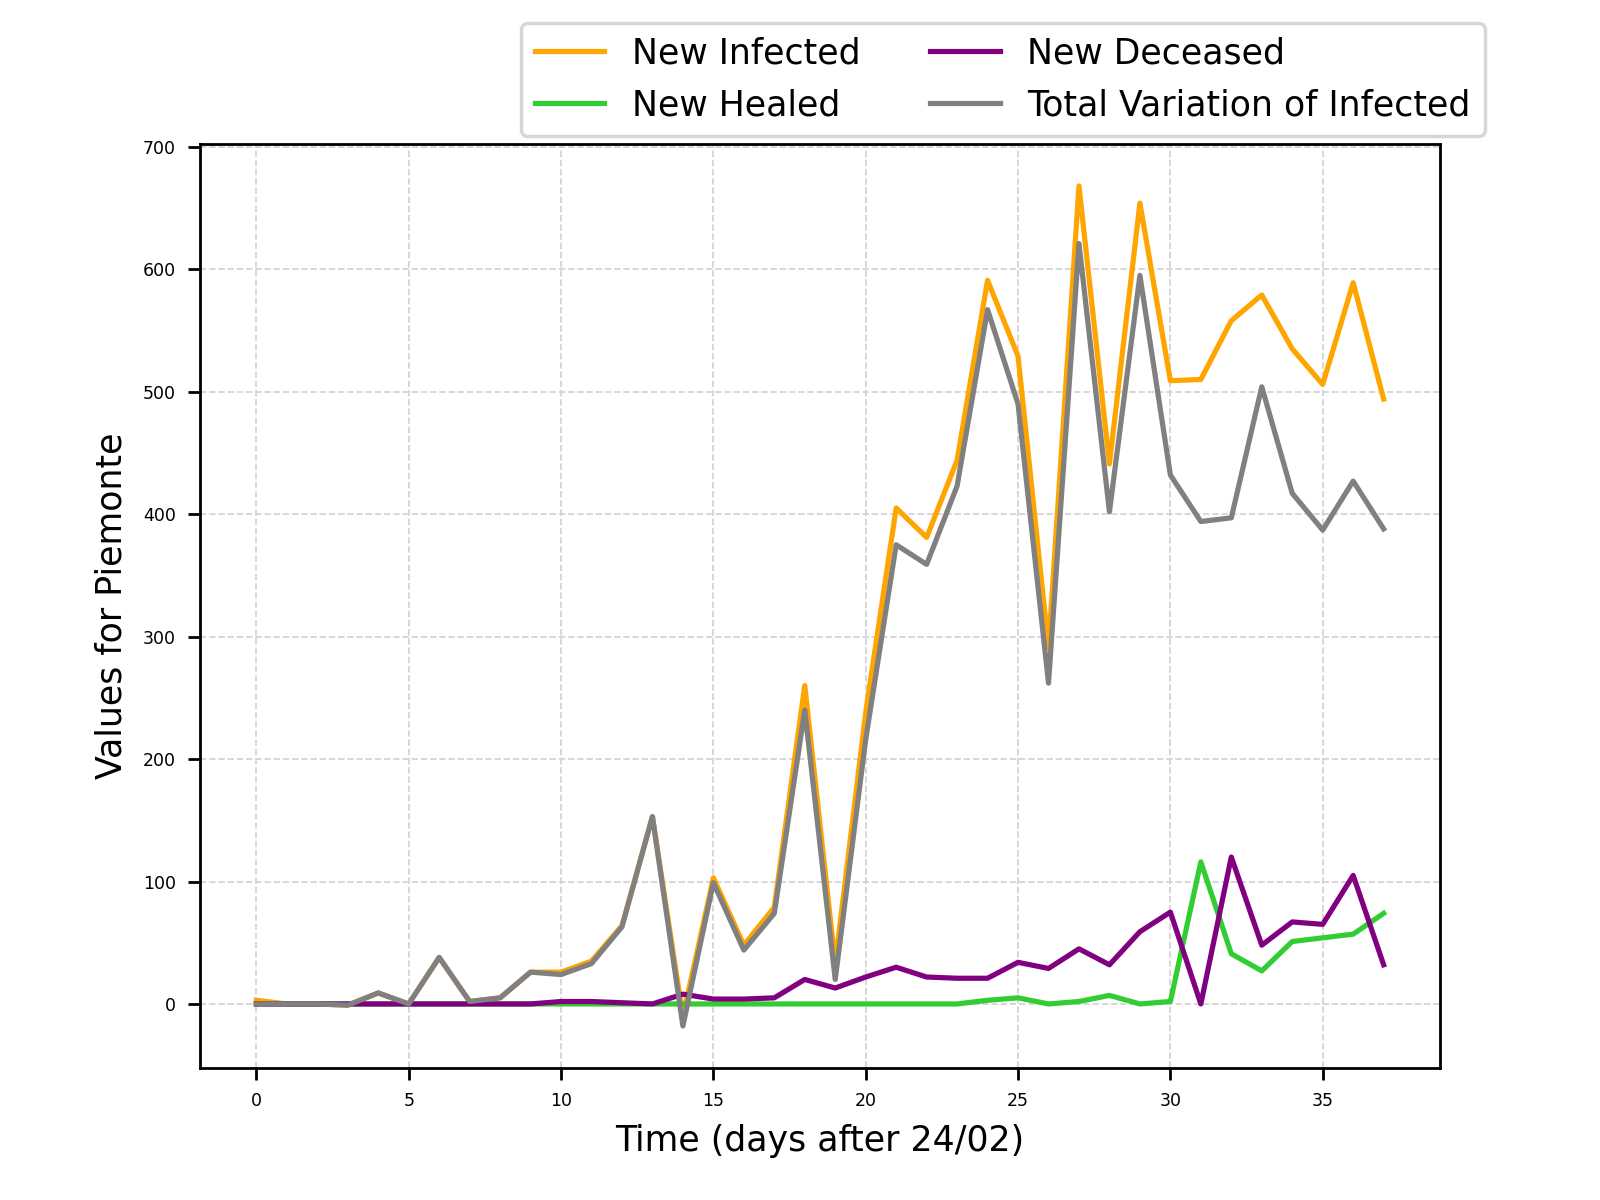 New Infected
New Healed
New Deceased
Total Variation of Infected
700
600
500
400
300
200
100
0
Values for Piemonte
0 5 10 15 20 25 30 35
Time (days after 24/02)